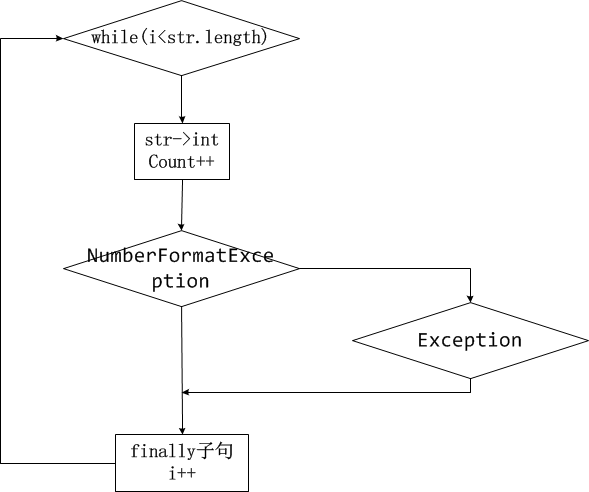 while(i<str.length)
str->int
Count++
NumberFormatExce
ption
Exception
finally子句
i++